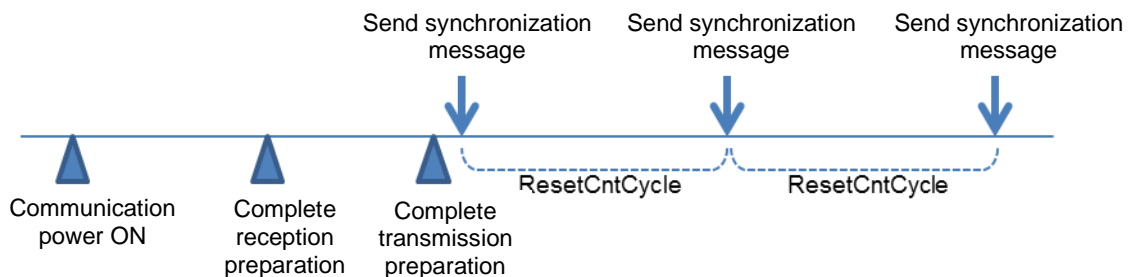 Send synchronization
message
Send synchronization
message
Send synchronization
message
ResetCntCycle
ResetCntCycle
Communication
power ON
Complete
reception
preparation
Complete
transmission
preparation